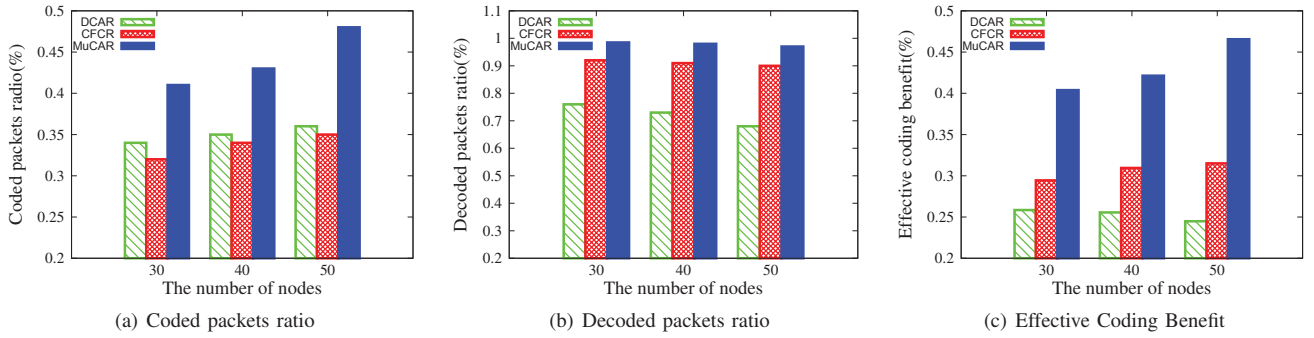 0.5
0.45
0.4
0.35
0.3
0.25
0.2
Coded packets radio(%)
DCAR
CFCR
MuCAR
30 40 50
The number of nodes
(a) Coded packets ratio
1.1
1
0.9
0.8
0.7
0.6
0.5
0.4
0.3
0.2
Decoded packets ratio(%)
DCAR
CFCR
MuCAR
30 40 50
The number of nodes
(b) Decoded packets ratio
0.5
0.45
0.4
0.35
0.3
0.25
0.2
Effective coding benefit(%)
DCAR
CFCR
MuCAR
30 40 50
The number of nodes
(c) Effective Coding Benefit